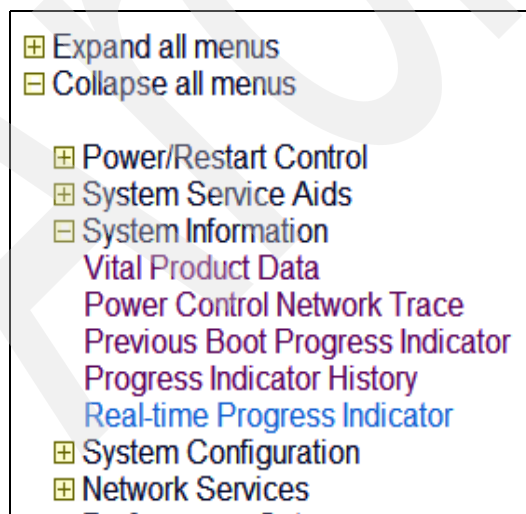 Expand all menus
Collapse all menus
Power/Restart Control
System Service Aids
System Information
Vital Product Data
Power Control Network Trace
Previous Boot Progress Indicator
Progress Indicator History
Real-time Progress Indicator
System Configuration
Network Services